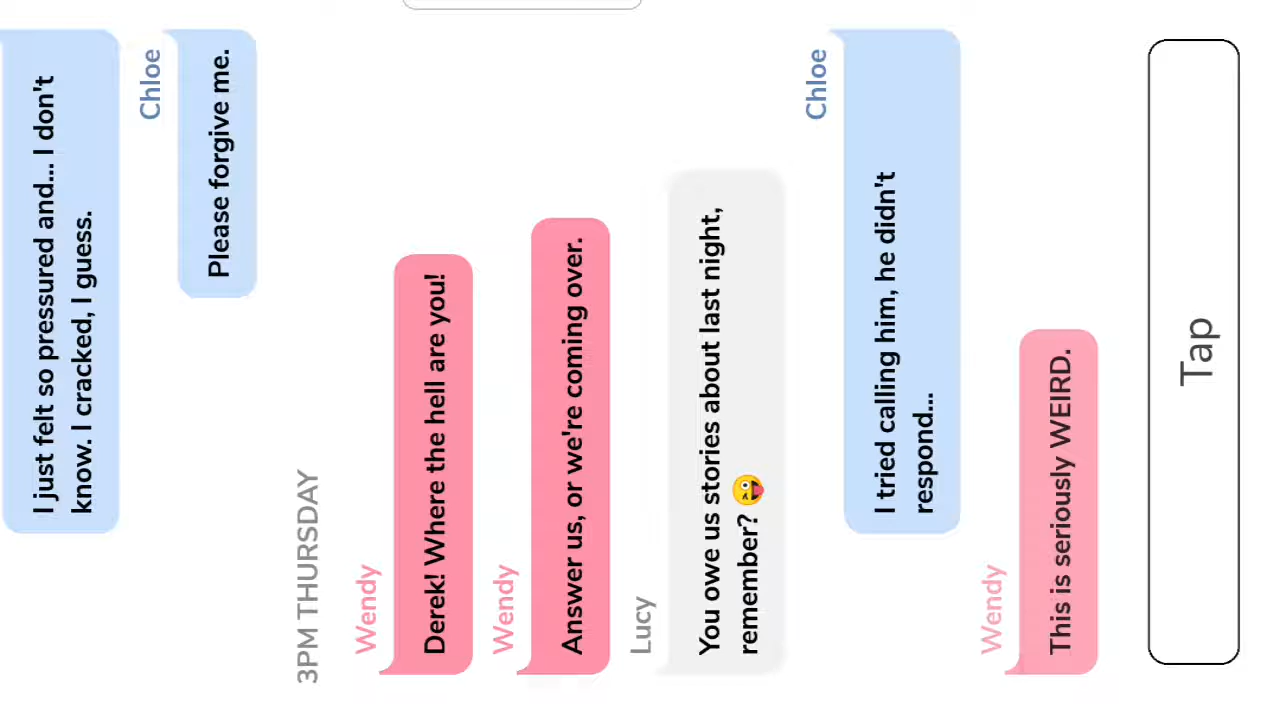 I just felt so pressured and... I don't
know. I cracked, I guess.
Chloe
Please forgive me.
3PM THURSDAY
Wendy
Derek! Where the hell are you!
Wendy
Answer us, or we're coming over.
Lucy
You owe us stories about last night,
remember? 😜
Chloe
I tried calling him, he didn't
respond...
Wendy
This is seriously WEIRD.
Tap